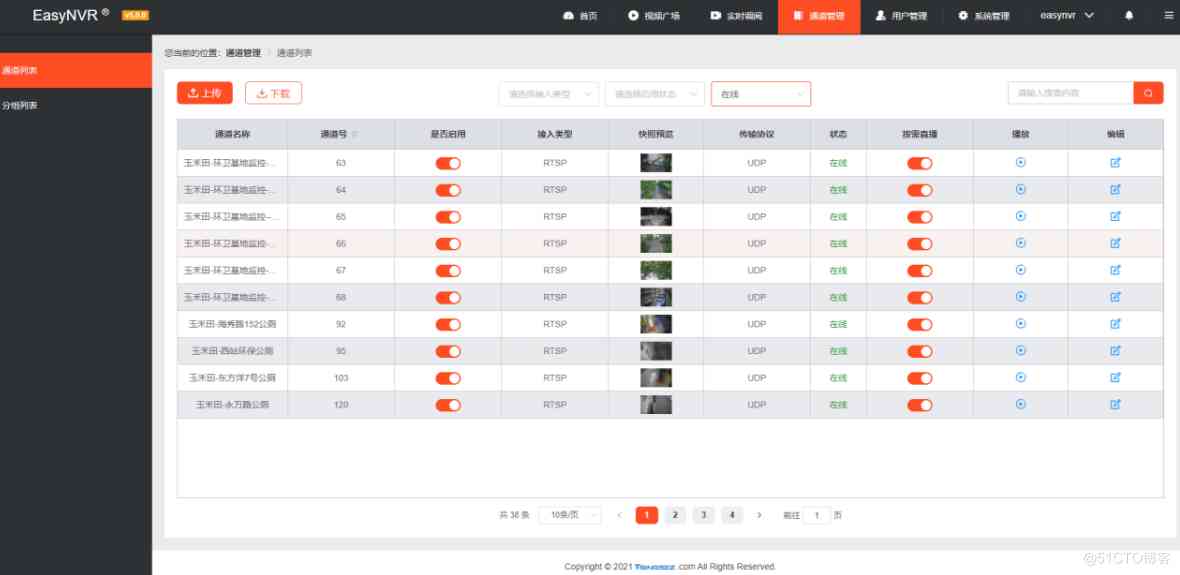 EasyNVR ® V5.0.0 首页 视频广场 实时调阅 通道管理 用户管理 系统管理 easynvr
您当前的位置： 通道管理 通道列表
通道列表
分组列表
上传 下载 请选择接入类型 请选择启用状态 在线 请输入搜索内容
通道名称 通道号 是否启用 接入类型 快照预览 传输协议 状态 按需直播 播放 编辑
玉禾田-环卫基地监控-... 63 RTSP UDP 在线
玉禾田-环卫基地监控-... 64 RTSP UDP 在线
玉禾田-环卫基地监控-... 65 RTSP UDP 在线
玉禾田-环卫基地监控-... 66 RTSP UDP 在线
玉禾田-环卫基地监控-... 67 RTSP UDP 在线
玉禾田-环卫基地监控-... 68 RTSP UDP 在线
玉禾田-海秀路152公厕 92 RTSP UDP 在线
玉禾田-西站环保公厕 95 RTSP UDP 在线
玉禾田-东方洋7号公厕 103 RTSP UDP 在线
玉禾田-永万路公厕 120 RTSP UDP 在线
共 38 条 10条/页 < 1 2 3 4 > 前往 1 页
Copyright © 2021 .com All Rights Reserved.
@51CTO博客